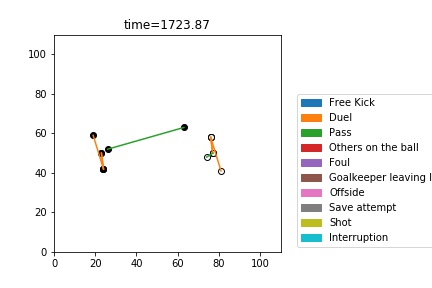 time=1723.87
100
80
60
40
20
0
0 20 40 60 80 100
Free Kick
Duel
Pass
Others on the ball
Foul
Goalkeeper leaving l
Offside
Save attempt
Shot
Interruption